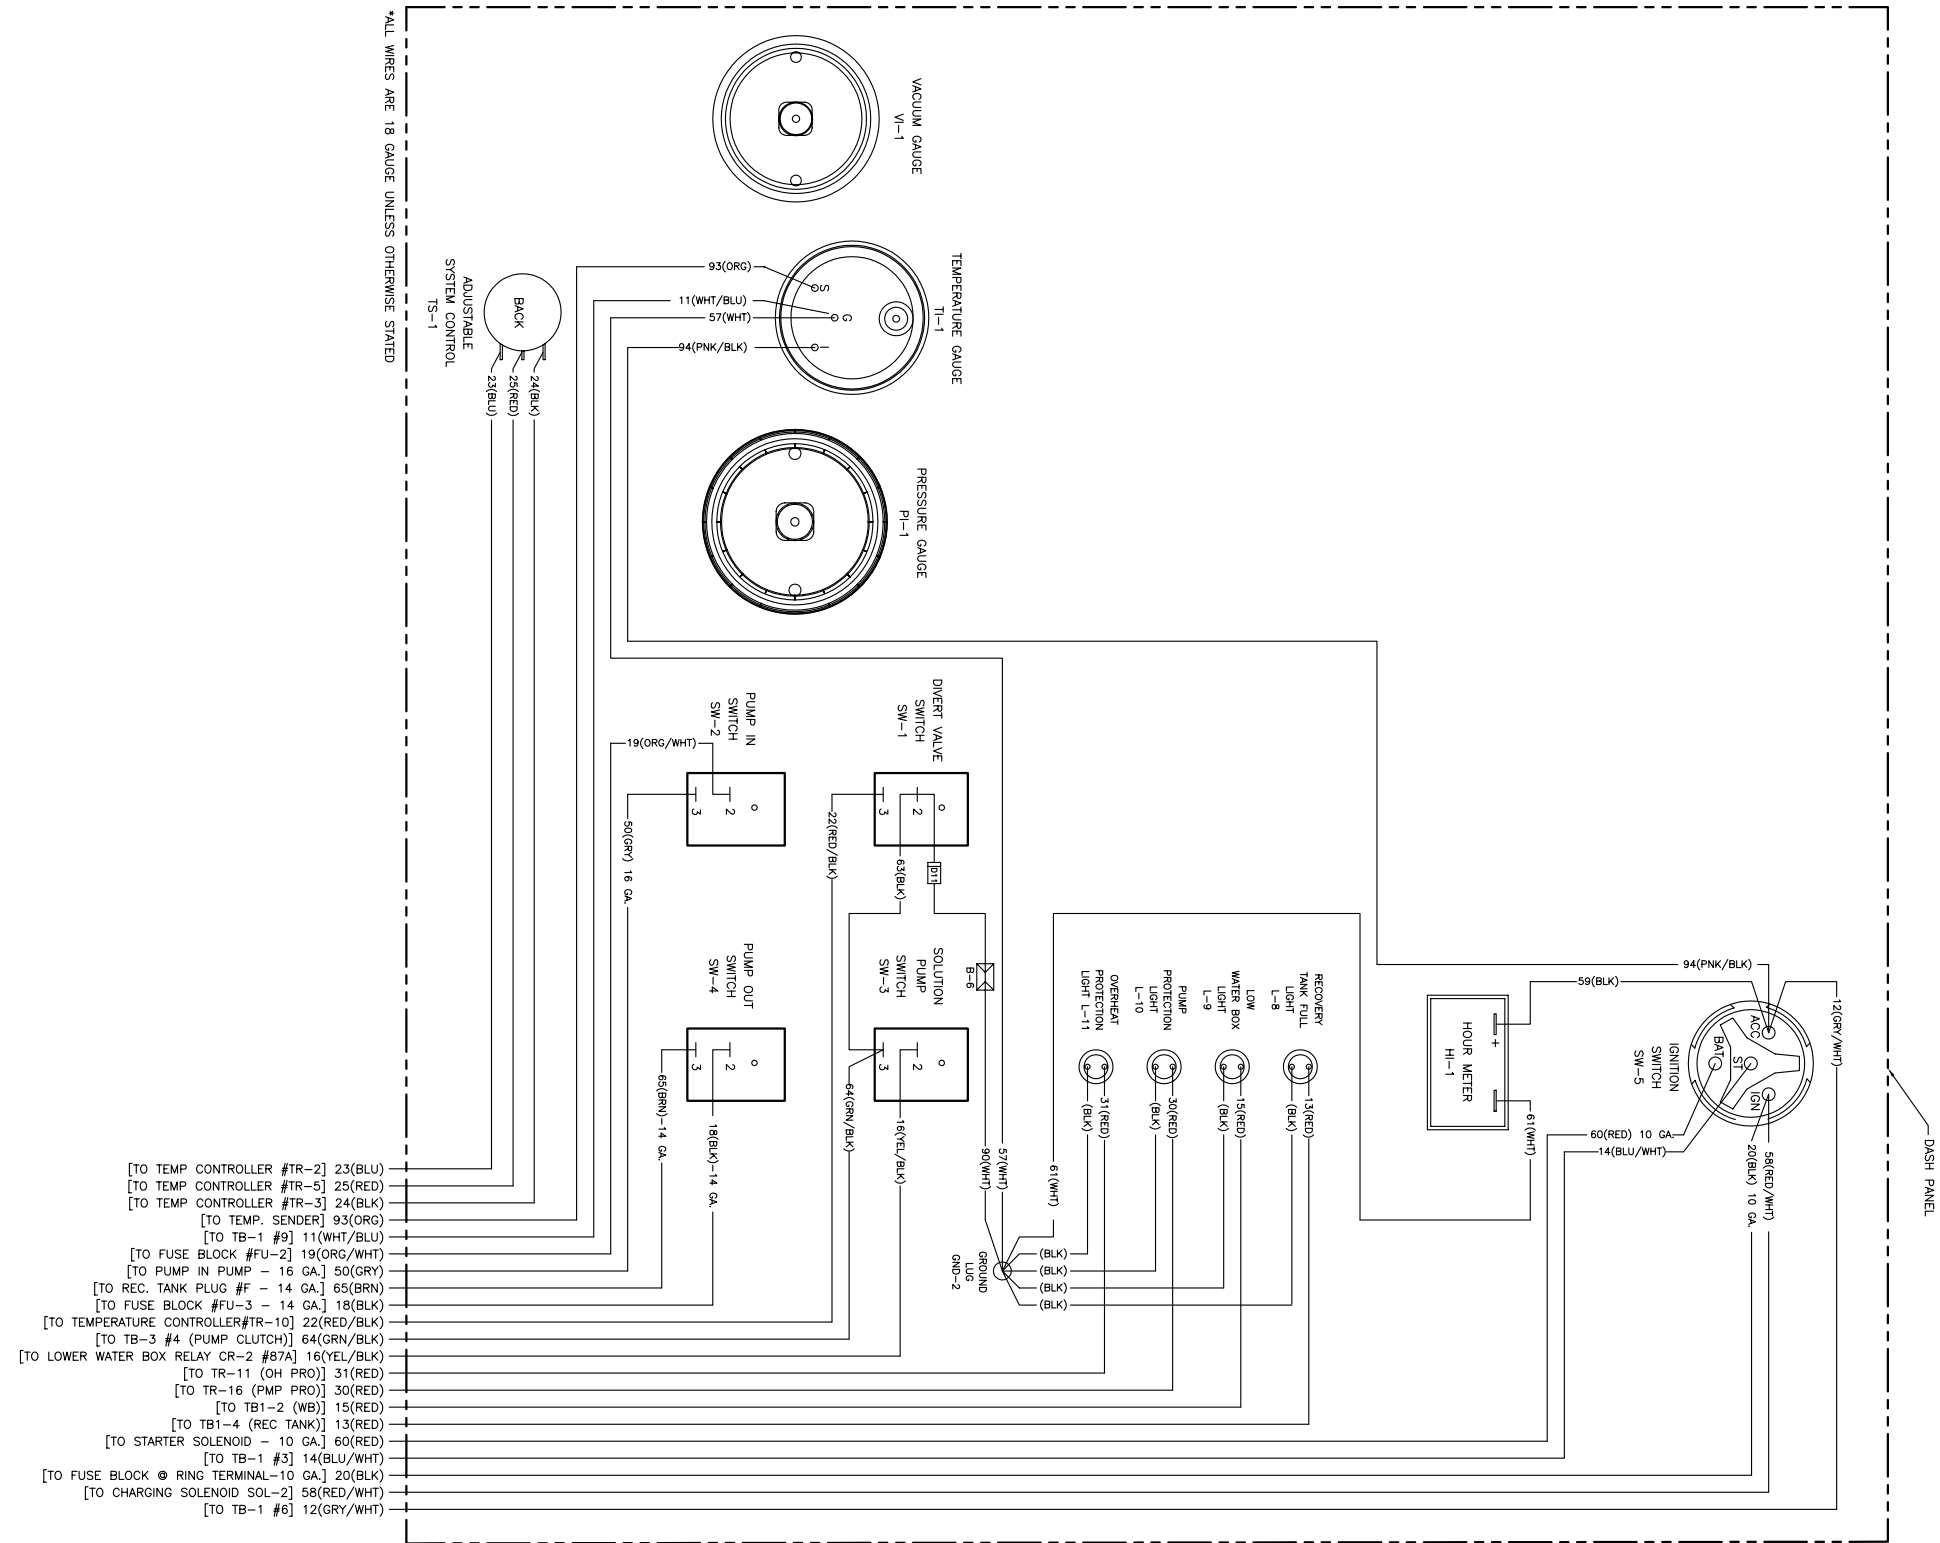 *ALL WIRES ARE 18 GAUGE UNLESS OTHERWISE STATED
VACUUM GAUGE
VI-1
TEMPERATURE GAUGE
TI-1
S
G
I
93(ORG)
11(WHT/BLU)
57(WHT)
94(PNK/BLK)
ADJUSTABLE
SYSTEM CONTROL
TS-1
BACK
23(BLU)
25(RED)
24(BLK)
PRESSURE GAUGE
PI-1
PUMP IN
SWITCH
SW-2
19(ORG/WHT)
2
3
50(GRY) 16 GA.
DIVERT VALVE
SWITCH
SW-1
2
3
22(RED/BLK)
63(BLK)
D11
B-6
PUMP OUT
SWITCH
SW-4
2
3
65(BRN)-14 GA.
18(BLK)-14 GA.
SOLUTION
PUMP
SWITCH
SW-3
2
3
64(GRN/BLK)
16(YEL/BLK)
90(WHT)
57(WHT)
61(WHT)
OVERHEAT
PROTECTION
LIGHT L-11
PUMP
PROTECTION
LIGHT
L-10
LOW
WATER BOX
LIGHT
L-9
RECOVERY
TANK FULL
LIGHT
L-8
(BLK)
31(RED)
(BLK)
30(RED)
(BLK)
15(RED)
(BLK)
13(RED)
GROUND
LUG
GND-2
(BLK)
(BLK)
(BLK)
(BLK)
94(PNK/BLK)
59(BLK)
12(GRY/WHT)
HOUR METER
HI-1
+
61(WHT)
IGNITION
SWITCH
SW-5
ACC
BAT
ST
IGN
60(RED) 10 GA.
14(BLU/WHT)
20(BLK) 10 GA.
58(RED/WHT)
DASH PANEL
[TO TEMP CONTROLLER #TR-2] 23(BLU)
[TO TEMP CONTROLLER #TR-5] 25(RED)
[TO TEMP CONTROLLER #TR-3] 24(BLK)
[TO TEMP. SENDER] 93(ORG)
[TO TB-1 #9] 11(WHT/BLU)
[TO FUSE BLOCK #FU-2] 19(ORG/WHT)
[TO PUMP IN PUMP - 16 GA.] 50(GRY)
[TO REC. TANK PLUG #F - 14 GA.] 65(BRN)
[TO FUSE BLOCK #FU-3 - 14 GA.] 18(BLK)
[TO TEMPERATURE CONTROLLER#TR-10] 22(RED/BLK)
[TO TB-3 #4 (PUMP CLUTCH)] 64(GRN/BLK)
[TO LOWER WATER BOX RELAY CR-2 #87A] 16(YEL/BLK)
[TO TR-11 (OH PRO)] 31(RED)
[TO TR-16 (PMP PRO)] 30(RED)
[TO TB1-2 (WB)] 15(RED)
[TO TB1-4 (REC TANK)] 13(RED)
[TO STARTER SOLENOID - 10 GA.] 60(RED)
[TO TB-1 #3] 14(BLU/WHT)
[TO FUSE BLOCK @ RING TERMINAL-10 GA.] 20(BLK)
[TO CHARGING SOLENOID SOL-2] 58(RED/WHT)
[TO TB-1 #6] 12(GRY/WHT)